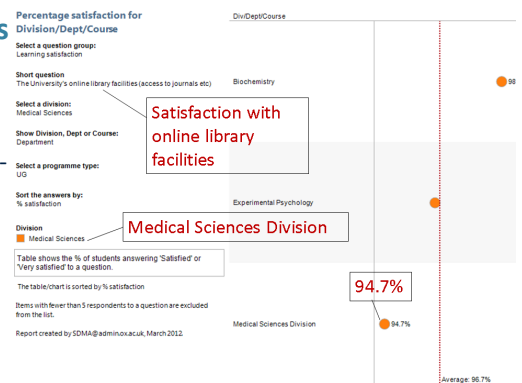 Percentage satisfaction for
Division/Dept/Course
Select a question group:
Learning satisfaction
Short question
The University's online library facilities (access to journals etc)
Select a division:
Medical Sciences
Show Division, Dept or Course:
Department
Select a programme type:
UG
Sort the answers by:
% satisfaction
Division
Medical Sciences
Table shows the % of students answering 'Satisfied' or
'Very satisfied' to a question.
The table/chart is sorted by % satisfaction
Items with fewer than 5 respondents to a question are excluded
from the list.
Report created by SDMA@admin.ox.ac.uk, March 2012.
Satisfaction with
online library
facilities
Medical Sciences Division
Div/Dept/Course
Biochemistry
98
Experimental Psychology
94.7%
Medical Sciences Division
94.7%
Average: 96.7%